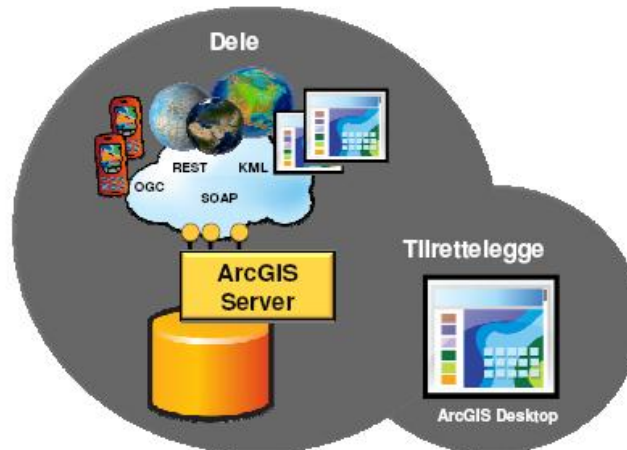 Dele
REST
KML
OGC
SOAP
ArcGIS
Server
Tilrettelegge
ArcGIS Desktop